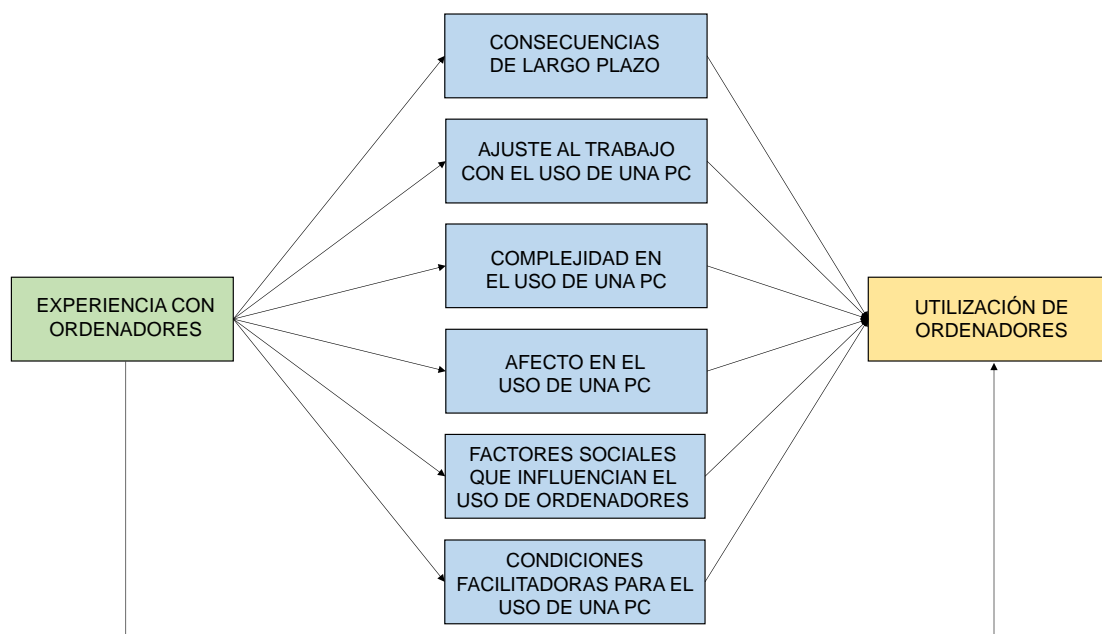 CONSECUENCIAS
DE LARGO PLAZO
AJUSTE AL TRABAJO
CON EL USO DE UNA PC
COMPLEJIDAD EN
EL USO DE UNA PC
EXPERIENCIA CON
ORDENADORES
UTILIZACIÓN DE
ORDENADORES
AFECTO EN EL
USO DE UNA PC
FACTORES SOCIALES
QUE INFLUENCIAN EL
USO DE ORDENADORES
CONDICIONES
FACILITADORAS PARA EL
USO DE UNA PC